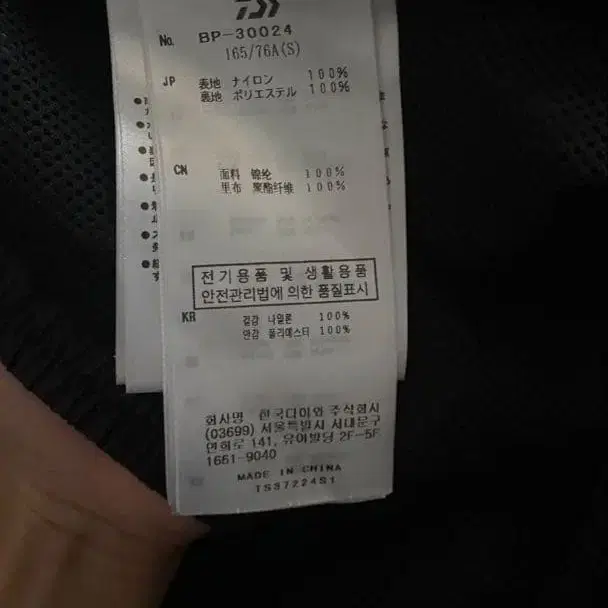 No. BP-30024
165/76A(S)
JP 表地 ナイロン 100%
裏地 ポリエステル 100%
CN 面料 锦纶 100%
里布 聚酯纤维 100%
전기용품 및 생활용품
안전관리법에 의한 품질표시
KR 겉감 나일론 100%
안감 폴리에스터 100%
회사명 한국다이와 주식회사
(03699) 서울특별시 서대문구
연희로 141, 유아빌딩 2F-5F
1661-9040
MADE IN CHINA
TS37224S1